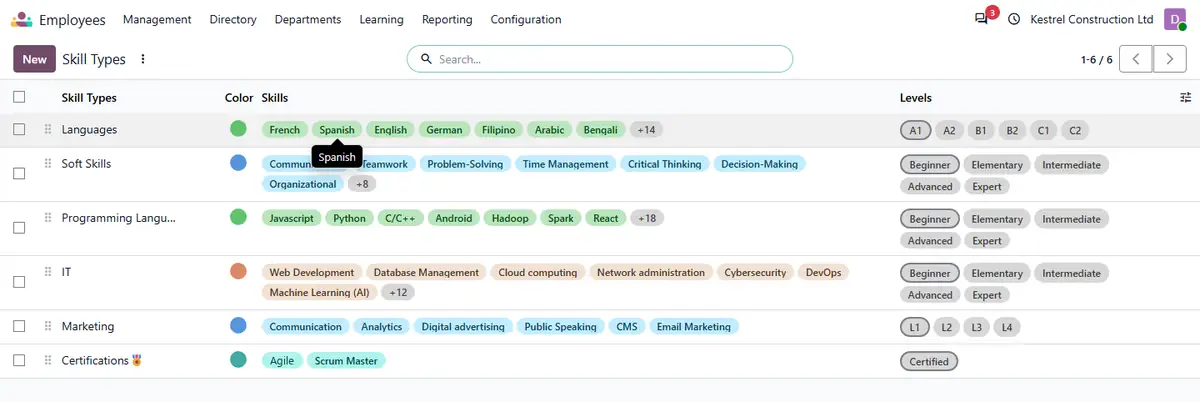 Employees Management Directory Departments Learning Reporting Configuration 3 Kestrel Construction Ltd D
New Skill Types Search... 1-6 / 6
Skill Types Color Skills Levels
Languages French Spanish English German Filipino Arabic Bengali +14 A1 A2 B1 B2 C1 C2
Spanish
Soft Skills Teamwork Problem-Solving Time Management Critical Thinking Decision-Making Beginner Elementary Intermediate
Organizational +8 Advanced Expert
Programming Langu... Javascript Python C/C++ Android Hadoop Spark React +18 Beginner Elementary Intermediate
Advanced Expert
IT Web Development Database Management Cloud computing Network administration Cybersecurity DevOps Beginner Elementary Intermediate
Machine Learning (AI) +12 Advanced Expert
Marketing Communication Analytics Digital advertising Public Speaking CMS Email Marketing L1 L2 L3 L4
Certifications Agile Scrum Master Certified